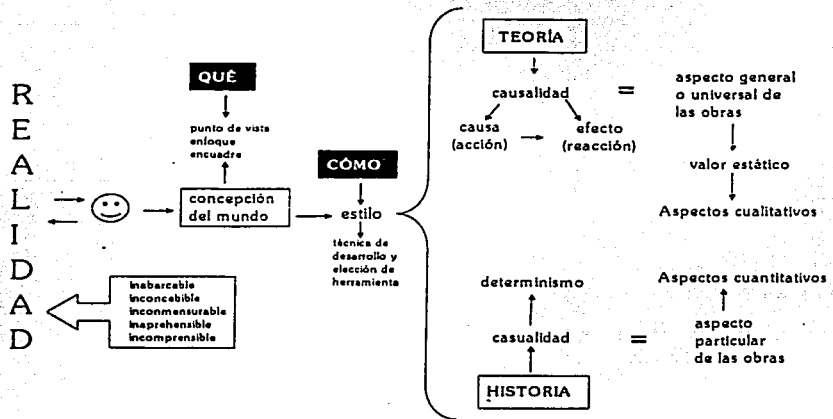 REALIDAD
QUÉ
punto de vista
enfoque
encuadre
concepción
del mundo
CÓMO
estilo
técnica de
desarrollo y
elección de
herramienta
Inabarcable
Inconcebible
Inconmensurable
Inaprehensible
Incomprensible
TEORÍA
causalidad
causa
(acción)
efecto
(reacción)
=
aspecto general
o universal de
las obras
valor estático
Aspectos cualitativos
determinismo
casualidad
HISTORIA
=
Aspectos cuantitativos
aspecto
particular
de las obras